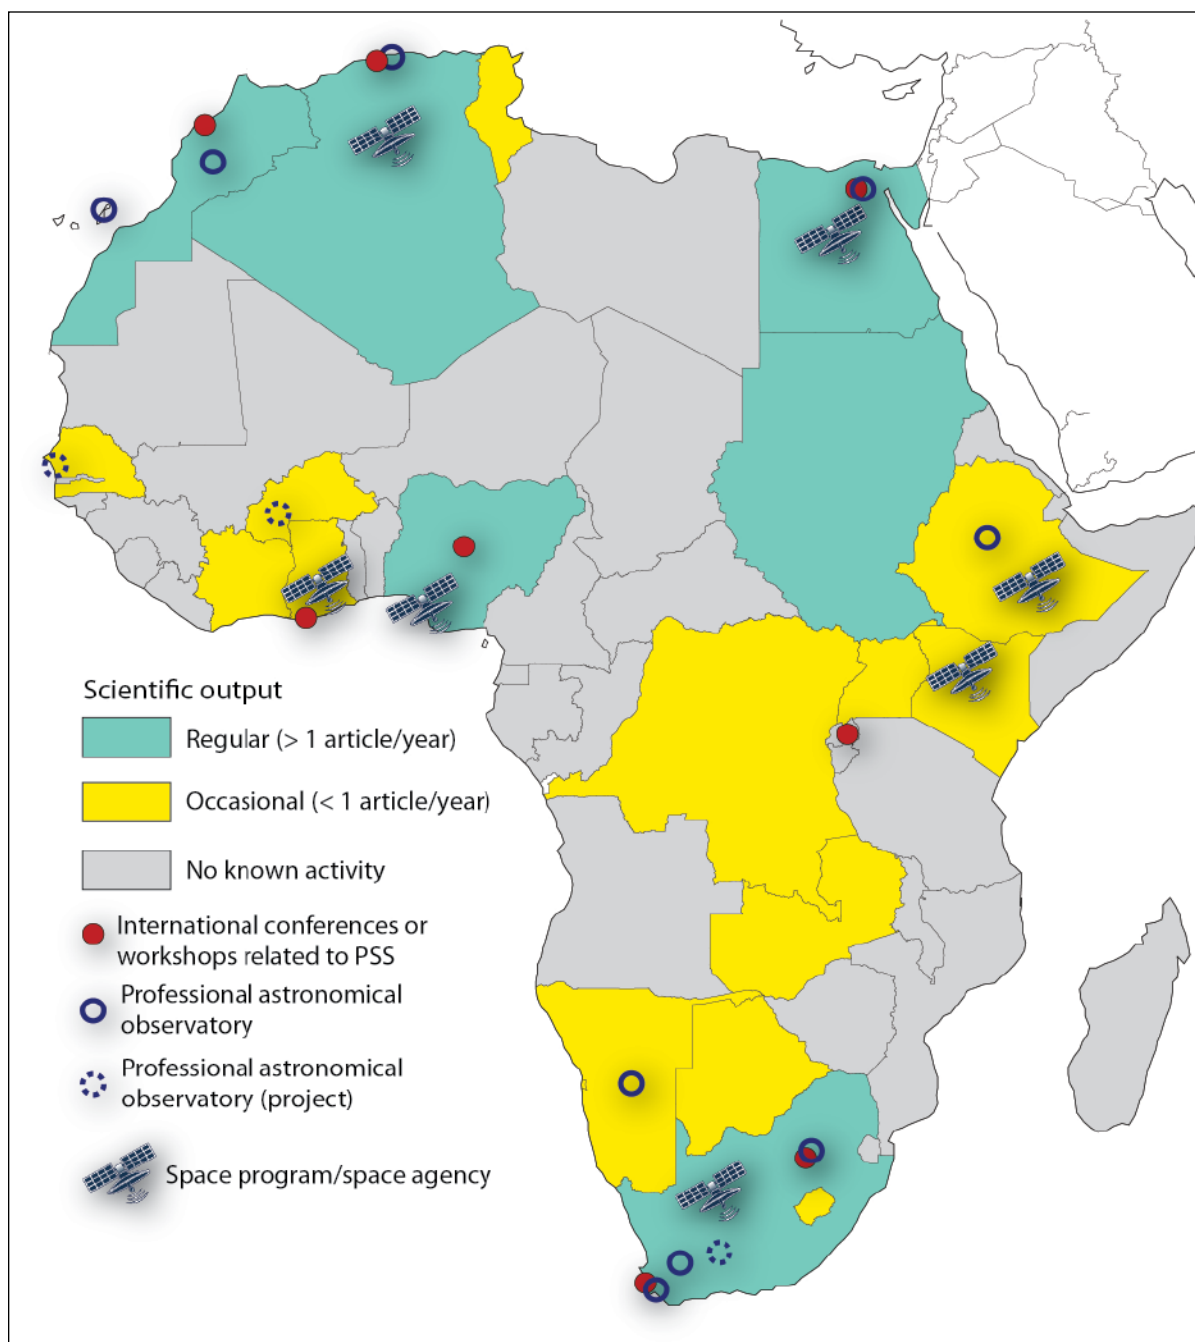 Scientific output
Regular (> 1 article/year)
Occasional (< 1 article/year)
No known activity
International conferences or
workshops related to PSS
Professional astronomical
observatory
Professional astronomical
observatory (project)
Space program/space agency